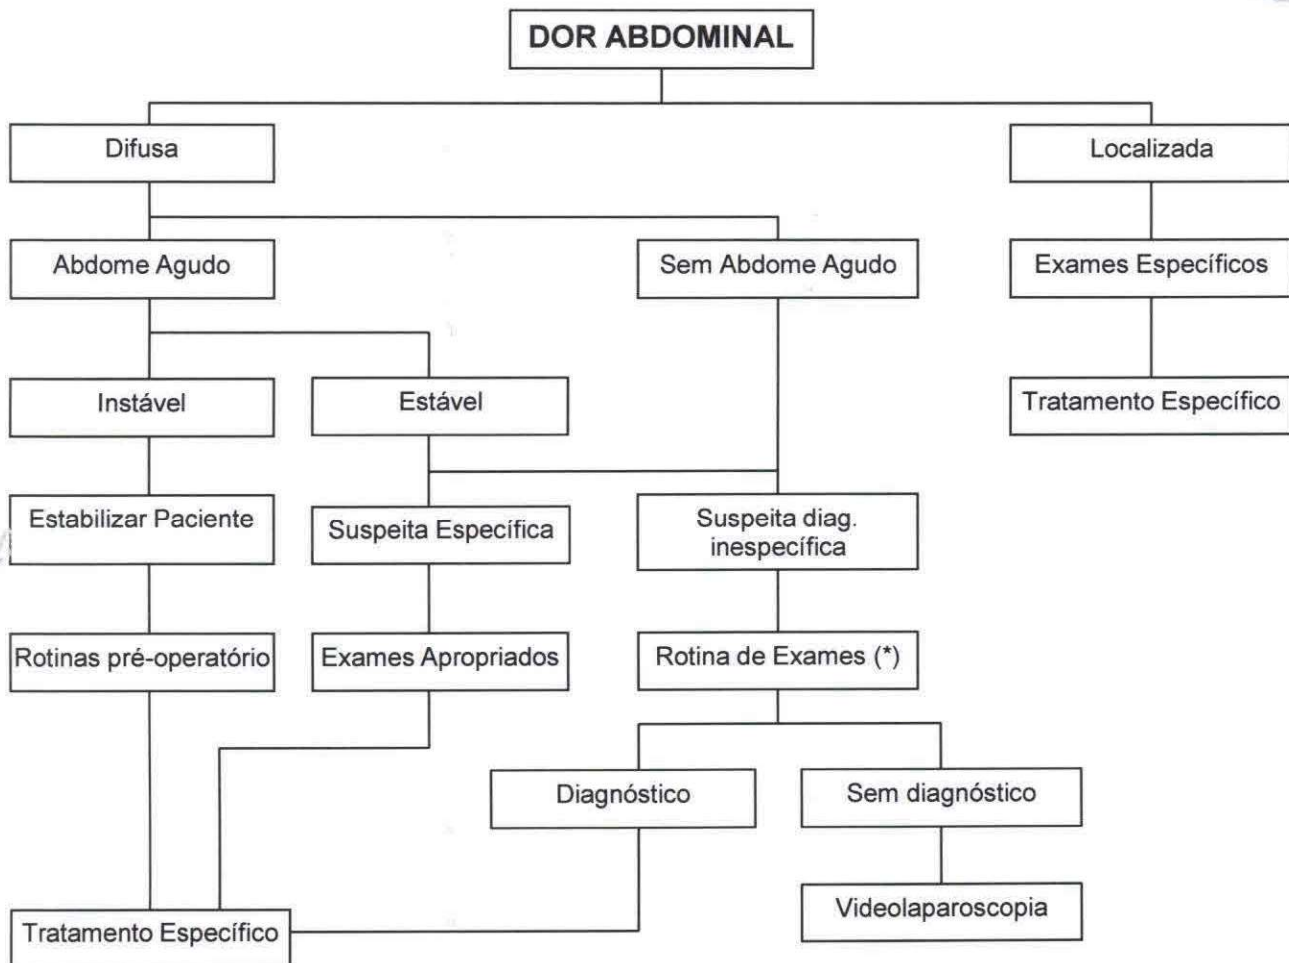 DOR ABDOMINAL
Difusa
Localizada
Abdome Agudo
Sem Abdome Agudo
Exames Específicos
Instável
Estável
Tratamento Específico
Estabilizar Paciente
Suspeita Específica
Suspeita diag.
inespecífica
Rotinas pré-operatório
Exames Apropriados
Rotina de Exames (*)
Diagnóstico
Sem diagnóstico
Videolaparoscopia
Tratamento Específico